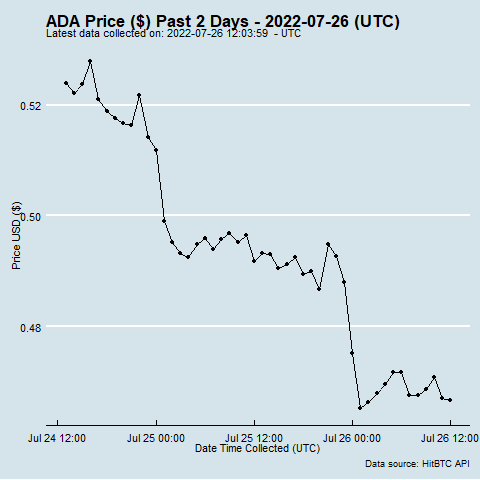 ADA Price ($) Past 2 Days - 2022-07-26 (UTC)
Latest data collected on: 2022-07-26 12:03:59  - UTC
0.52
0.50
0.48
Price USD ($)
Jul 24 12:00
Jul 25 00:00
Jul 25 12:00
Jul 26 00:00
Jul 26 12:00
Date Time Collected (UTC)
Data source: HitBTC API